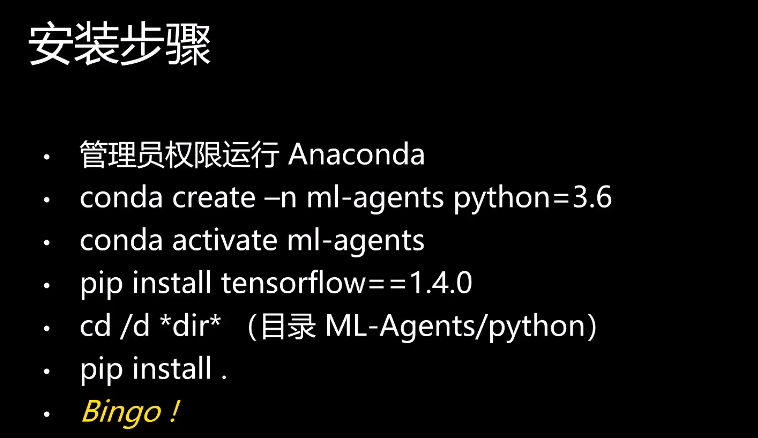 安装步骤
• 管理员权限运行 Anaconda
• conda create –n ml-agents python=3.6
• conda activate ml-agents
• pip install tensorflow==1.4.0
• cd /d *dir* （目录 ML-Agents/python）
• pip install .
• Bingo !